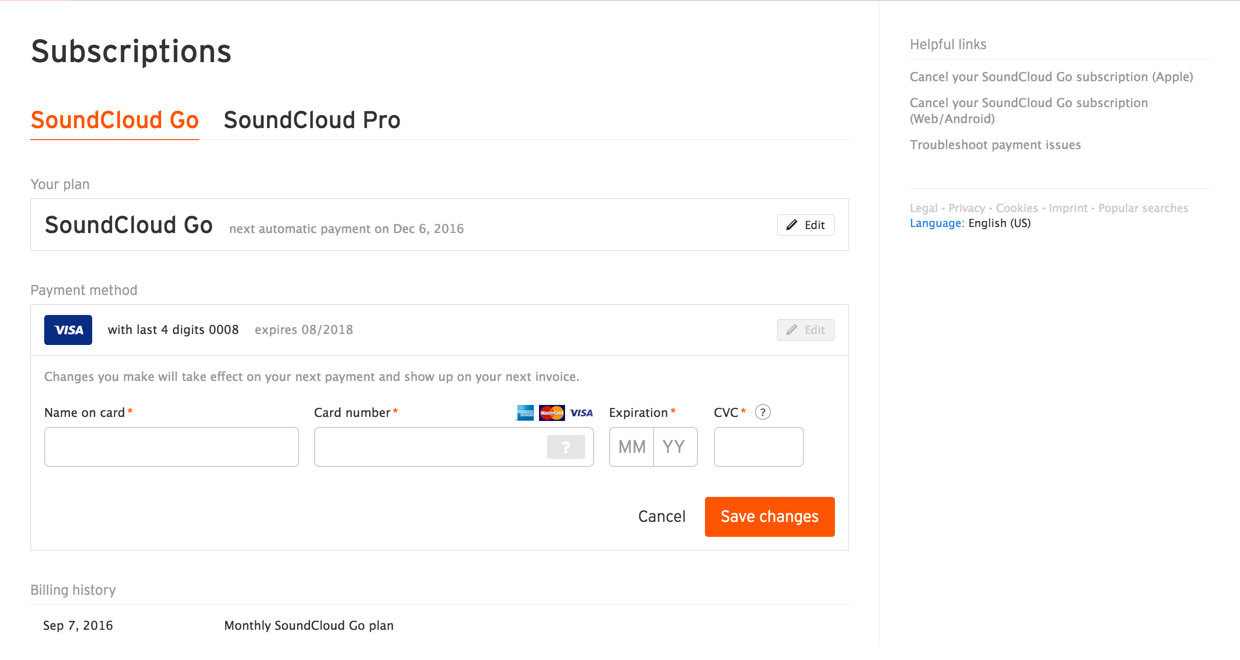 Subscriptions
SoundCloud Go SoundCloud Pro
Your plan
SoundCloud Go next automatic payment on Dec 6, 2016 Edit
Payment method
VISA with last 4 digits 0008 expires 08/2018 Edit
Changes you make will take effect on your next payment and show up on your next invoice.
Name on card* Card number* MasterCard VISA Expiration* CVC* ?
? MM YY
Cancel Save changes
Billing history
Sep 7, 2016 Monthly SoundCloud Go plan
Helpful links
Cancel your SoundCloud Go subscription (Apple)
Cancel your SoundCloud Go subscription
(Web/Android)
Troubleshoot payment issues
Legal - Privacy - Cookies - Imprint - Popular searches
Language: English (US)